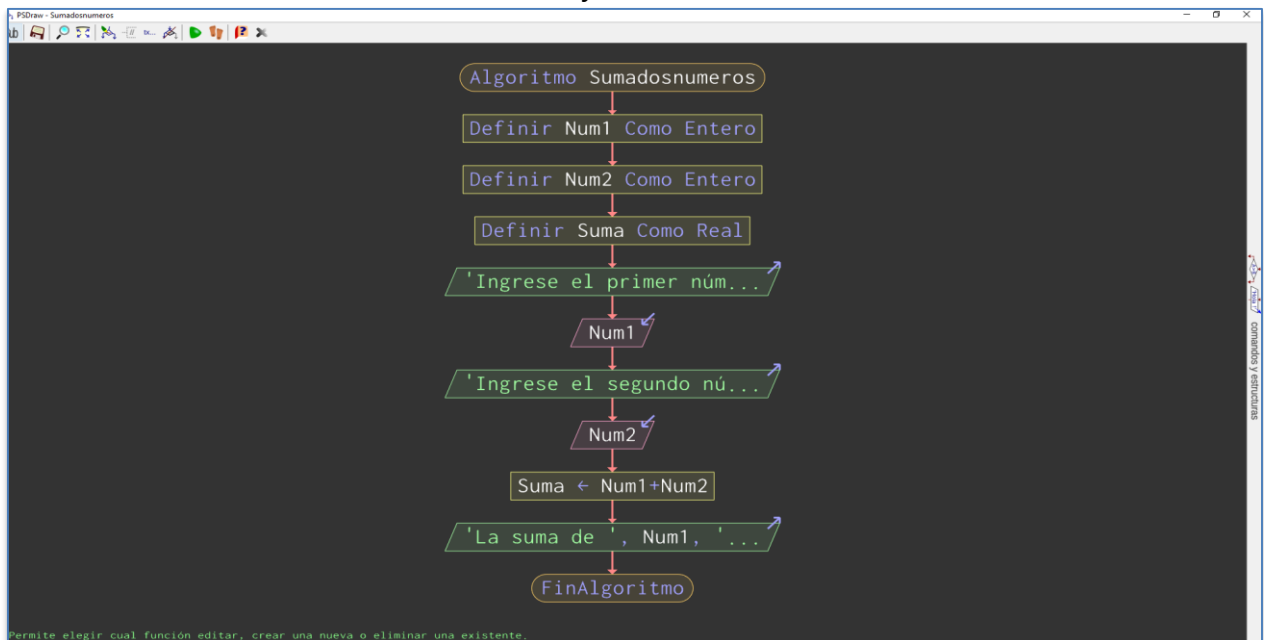 PSDraw - Sumadosnumeros
Algoritmo Sumadosnumeros
Definir Num1 Como Entero
Definir Num2 Como Entero
Definir Suma Como Real
'Ingrese el primer núm...
Num1
'Ingrese el segundo nú...
Num2
Suma ← Num1+Num2
'La suma de ', Num1, '...
FinAlgoritmo
comandos y estructuras
Permite elegir cual función editar, crear una nueva o eliminar una existente.